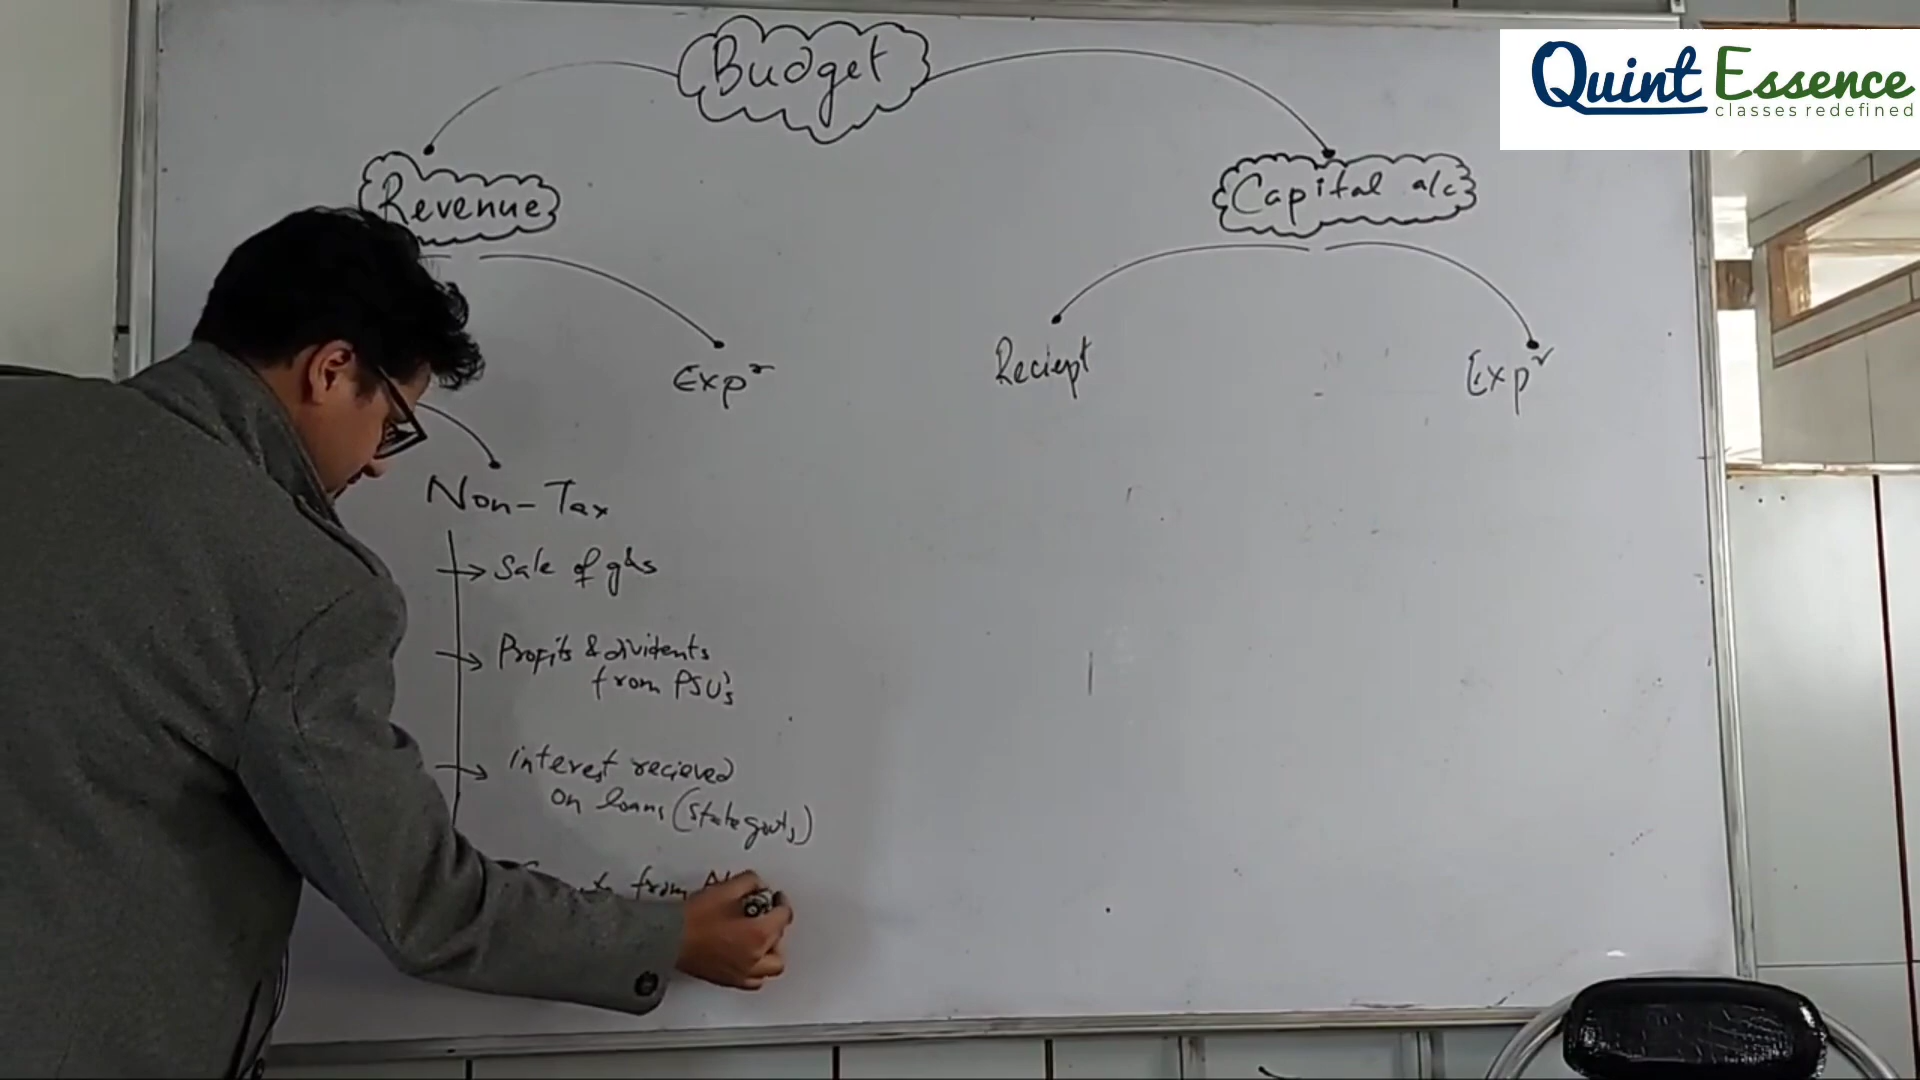 Budget
Quint Essence
classes redefined
Revenue
Capital a/c
Expr
Reciept
Expr
Non-Tax
Sale of g&s
Profits & dividents
from PSU's
interest recieved
on loans (state govts)
from